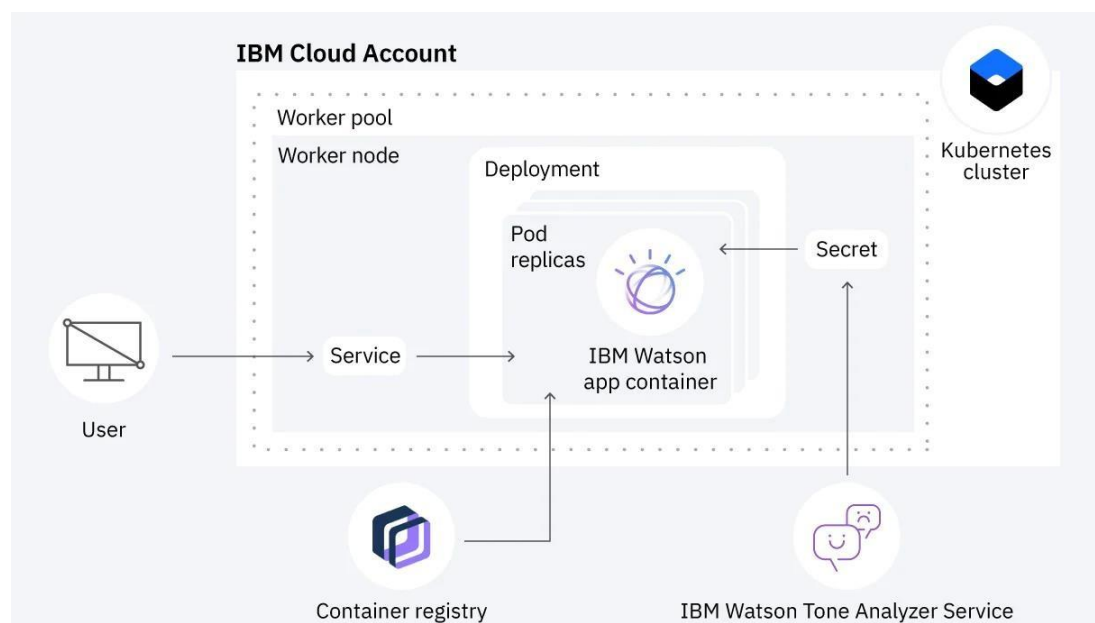 IBM Cloud Account
Worker pool
Worker node
Deployment
Kubernetes
cluster
Pod
replicas
Secret
Service
IBM Watson
app container
User
Container registry
IBM Watson Tone Analyzer Service